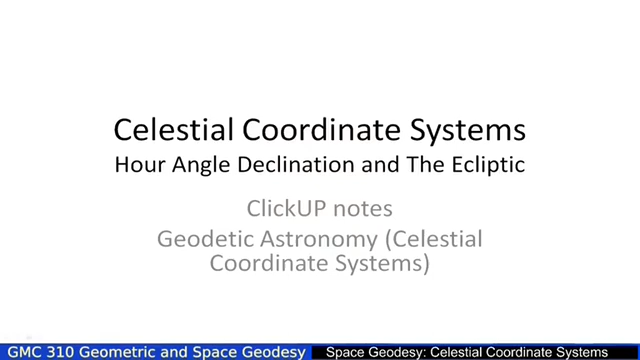 Celestial Coordinate Systems
Hour Angle Declination and The Ecliptic
ClickUP notes
Geodetic Astronomy (Celestial
Coordinate Systems)
GMC 310 Geometric and Space Geodesy
Space Geodesy: Celestial Coordinate Systems